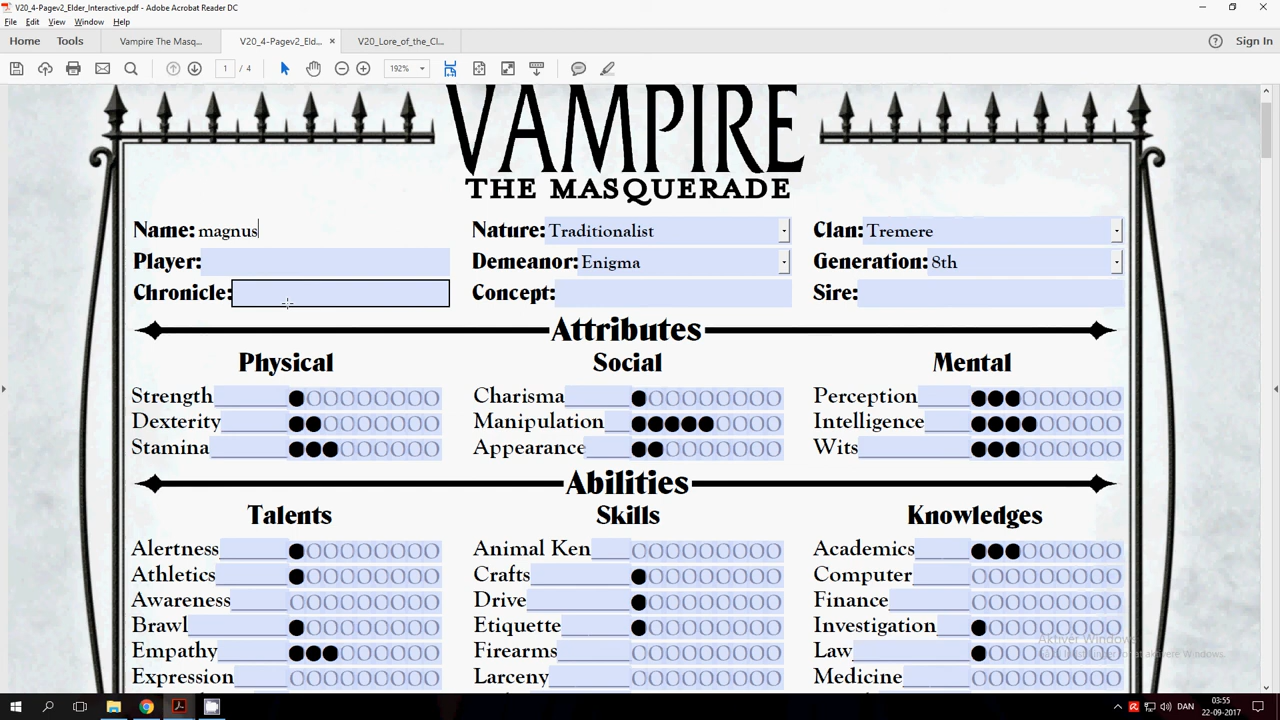 V20_4-Pagev2_Elder_Interactive.pdf - Adobe Acrobat Reader DC
File Edit View Window Help
Home Tools Vampire The Masq... V20_4-Pagev2_Eld... × V20_Lore_of_the_Cl... Sign In
1 / 4 192%
VAMPIRE
THE MASQUERADE
Name: magnus Nature: Traditionalist Clan: Tremere
Player: Demeanor: Enigma Generation: 8th
Chronicle: Concept: Sire:
Attributes
Physical Social Mental
Strength Charisma Perception
Dexterity Manipulation Intelligence
Stamina Appearance Wits
Abilities
Talents Skills Knowledges
Alertness Animal Ken Academics
Athletics Crafts Computer
Awareness Drive Finance
Brawl Etiquette Investigation
Empathy Firearms Law
Expression Larceny Medicine
Aktiver Windows
aktivere Windows.
DAN 03:55
22-09-2017